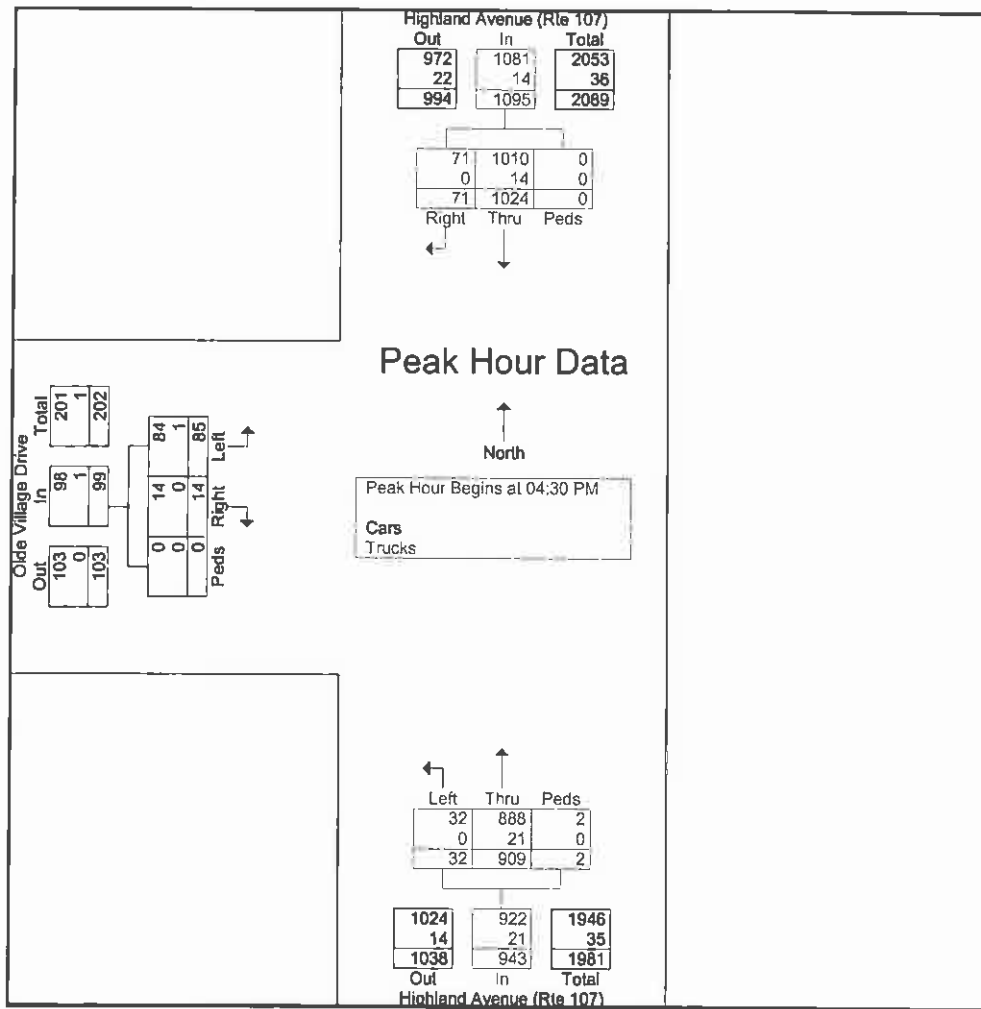 Highland Avenue (Rte 107)
Out In Total
972 1081 2053
22 14 36
994 1095 2089
71 1010 0
0 14 0
71 1024 0
Right Thru Peds
Peak Hour Data
North
Peak Hour Begins at 04:30 PM
Cars
Trucks
Olde Village Drive
Out In Total
103 98 201
0 1 1
103 99 202
0 14 84
0 0 1
0 14 85
Peds Right Left
Left Thru Peds
32 888 2
0 21 0
32 909 2
1024 922 1946
14 21 35
1038 943 1981
Out In Total
Highland Avenue (Rte 107)